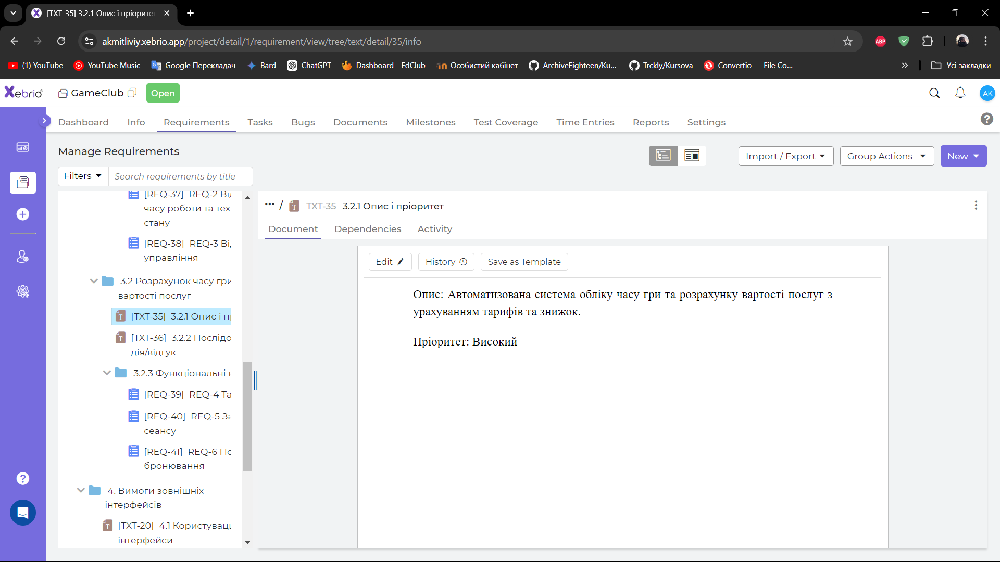 [TXT-35] 3.2.1 Опис і пріоритет
akmitliviy.xebrio.app/project/detail/1/requirement/view/tree/text/detail/35/info
ABP
(1) YouTube
YouTube Music
Google Перекладач
Bard
ChatGPT
Dashboard - EdClub
Особистий кабінет
ArchiveEighteen/Ku...
Trckly/Kursova
Convertio — File Co...
Усі закладки
Xebrio
GameClub
Open
AK
Dashboard
Info
Requirements
Tasks
Bugs
Documents
Milestones
Test Coverage
Time Entries
Reports
Settings
Manage Requirements
Import / Export
Group Actions
New
Filters
Search requirements by title
[REQ-37] REQ-2 Ві
часу роботи та тех
стану
[REQ-38] REQ-3 Ві
управління
3.2 Розрахунок часу гри
вартості послуг
[TXT-35] 3.2.1 Опис і п
[TXT-36] 3.2.2 Послідо
дія/відгук
3.2.3 Функціональні в
[REQ-39] REQ-4 Та
[REQ-40] REQ-5 За
сеансу
[REQ-41] REQ-6 По
бронювання
4. Вимоги зовнішніх
інтерфейсів
[TXT-20] 4.1 Користуваць
інтерфейси
... / TXT-35 3.2.1 Опис і пріоритет
Document
Dependencies
Activity
Edit
History
Save as Template
Опис: Автоматизована система обліку часу гри та розрахунку вартості послуг з
урахуванням тарифів та знижок.
Пріоритет: Високий